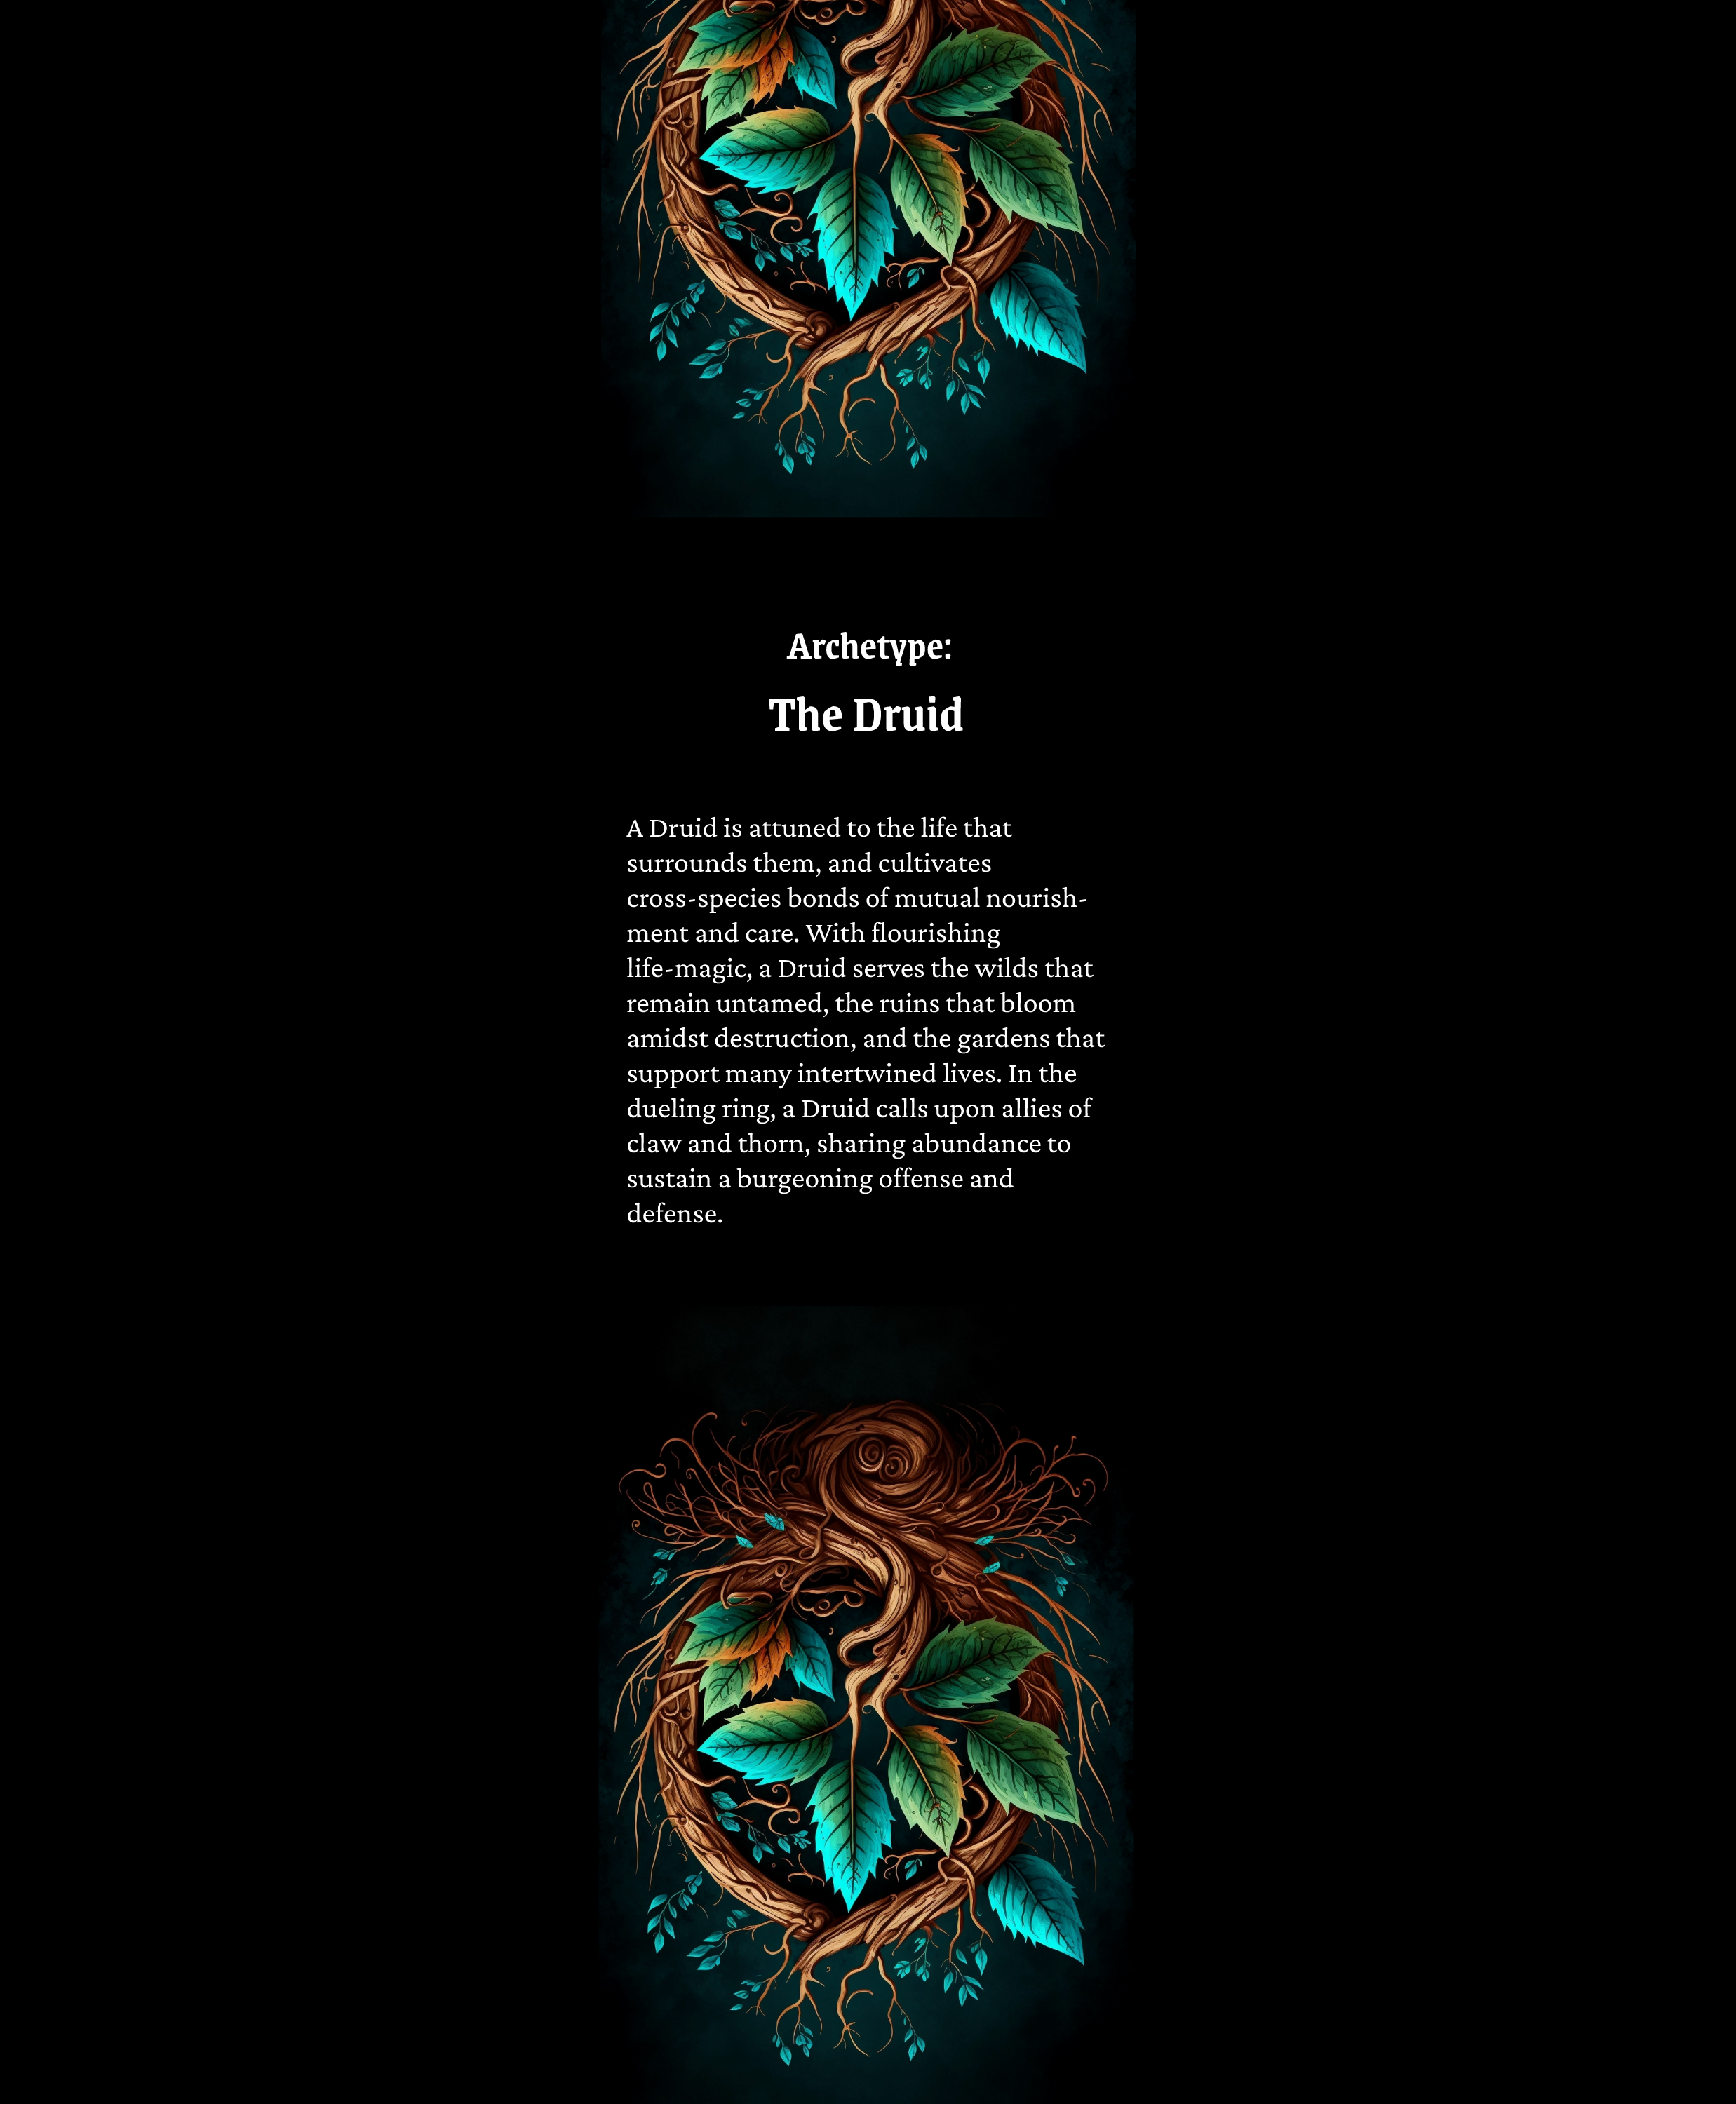 Archetype:
The Druid
A Druid is attuned to the life that
surrounds them, and cultivates
cross-species bonds of mutual nourish-
ment and care. With flourishing
life-magic, a Druid serves the wilds that
remain untamed, the ruins that bloom
amidst destruction, and the gardens that
support many intertwined lives. In the
dueling ring, a Druid calls upon allies of
claw and thorn, sharing abundance to
sustain a burgeoning offense and
defense.